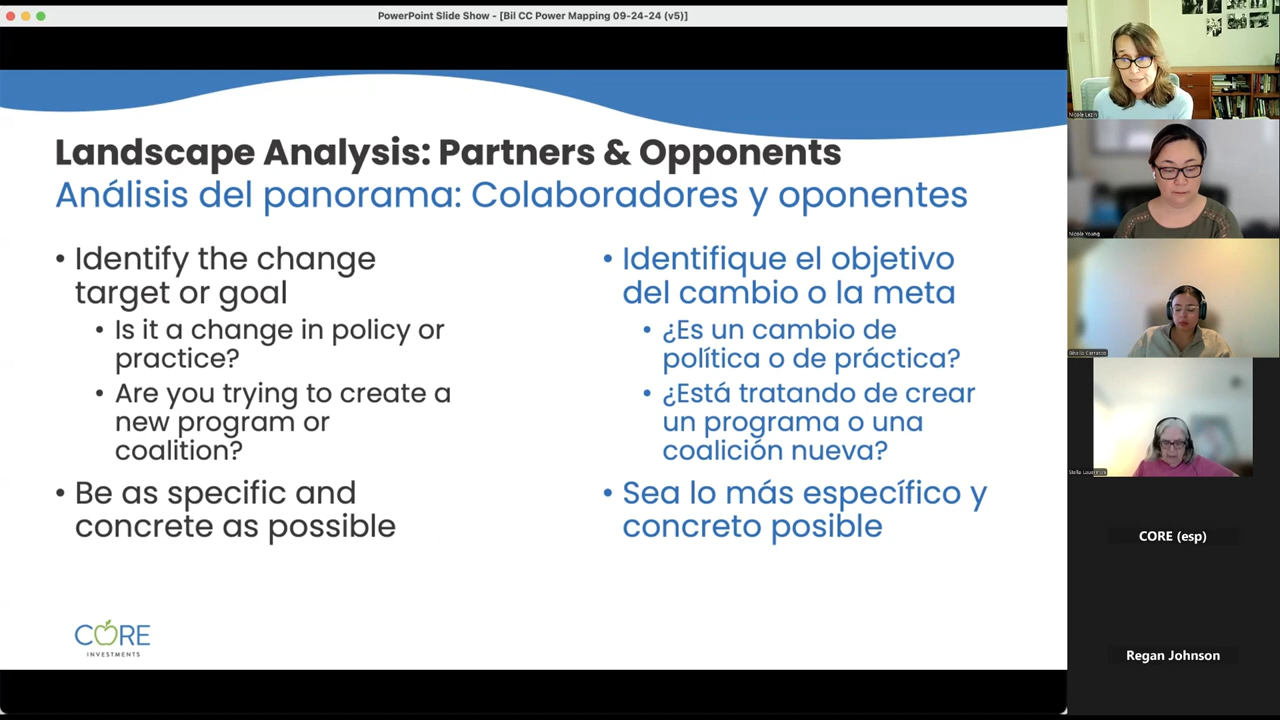 PowerPoint Slide Show - [Bil CC Power Mapping 09-24-24 (v5)]
Landscape Analysis: Partners & Opponents
Análisis del panorama: Colaboradores y oponentes
• Identify the change
target or goal
• Is it a change in policy or
practice?
• Are you trying to create a
new program or
coalition?
• Be as specific and
concrete as possible
• Identifique el objetivo
del cambio o la meta
• ¿Es un cambio de
política o de práctica?
• ¿Está tratando de crear
un programa o una
coalición nueva?
• Sea lo más específico y
concreto posible
CORE
INVESTMENTS
Nicole Young
CORE (esp)
Regan Johnson